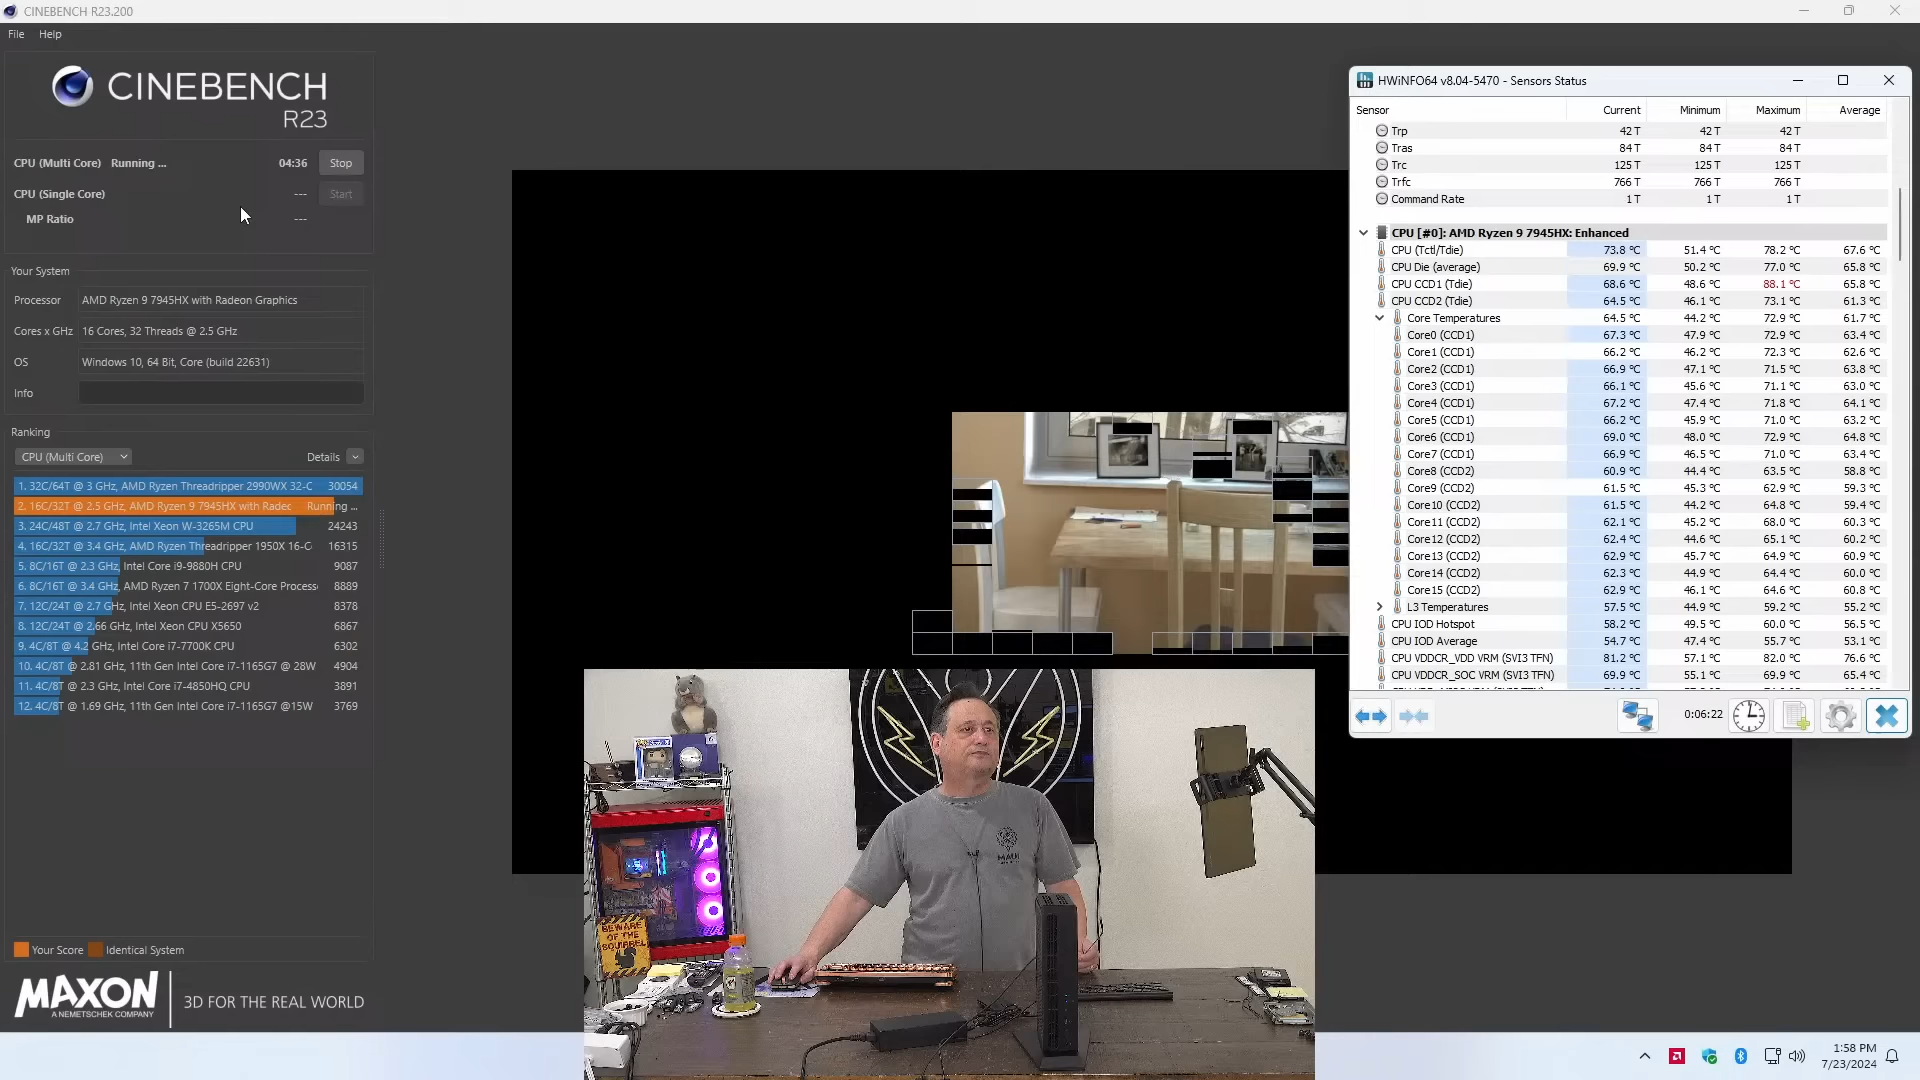 CINEBENCH R23.200
File Help
CINEBENCH
R23
CPU (Multi Core) Running ... 04:36 Stop
CPU (Single Core) --- Start
MP Ratio ---
Your System
Processor AMD Ryzen 9 7945HX with Radeon Graphics
Cores x GHz 16 Cores, 32 Threads @ 2.5 GHz
OS Windows 10, 64 Bit, Core (build 22631)
Info
Ranking
CPU (Multi Core) Details
1. 32C/64T @ 3 GHz, AMD Ryzen Threadripper 2990WX 32-C 30054
2. 16C/32T @ 2.5 GHz, AMD Ryzen 9 7945HX with Radec Running ...
3. 24C/48T @ 2.7 GHz, Intel Xeon W-3265M CPU 24243
4. 16C/32T @ 3.4 GHz, AMD Ryzen Threadripper 1950X 16-C 16315
5. 8C/16T @ 2.3 GHz, Intel Core i9-9880H CPU 9087
6. 8C/16T @ 3.4 GHz, AMD Ryzen 7 1700X Eight-Core Process 8889
7. 12C/24T @ 2.7 GHz, Intel Xeon CPU E5-2697 v2 8378
8. 12C/24T @ 2.66 GHz, Intel Xeon CPU X5650 6867
9. 4C/8T @ 4.2 GHz, Intel Core i7-7700K CPU 6302
10. 4C/8T @ 2.81 GHz, 11th Gen Intel Core i7-1165G7 @ 28W 4904
11. 4C/8T @ 2.3 GHz, Intel Core i7-4850HQ CPU 3891
12. 4C/8T @ 1.69 GHz, 11th Gen Intel Core i7-1165G7 @15W 3769
Your Score Identical System
MAXON
A NEMETSCHEK COMPANY
3D FOR THE REAL WORLD
HWiNFO64 v8.04-5470 - Sensors Status
Sensor Current Minimum Maximum Average
Trp 42 T 42 T 42 T
Tras 84 T 84 T 84 T
Trc 125 T 125 T 125 T
Trfc 766 T 766 T 766 T
Command Rate 1 T 1 T 1 T
CPU [#0]: AMD Ryzen 9 7945HX: Enhanced
CPU (Tctl/Tdie) 73.8 °C 51.4 °C 78.2 °C 67.6 °C
CPU Die (average) 69.9 °C 50.2 °C 77.0 °C 65.8 °C
CPU CCD1 (Tdie) 68.6 °C 48.6 °C 88.1 °C 65.8 °C
CPU CCD2 (Tdie) 64.5 °C 46.1 °C 73.1 °C 61.3 °C
Core Temperatures 64.5 °C 44.2 °C 72.9 °C 61.7 °C
Core0 (CCD1) 67.3 °C 47.9 °C 72.9 °C 63.4 °C
Core1 (CCD1) 66.2 °C 46.2 °C 72.3 °C 62.6 °C
Core2 (CCD1) 66.9 °C 47.1 °C 71.5 °C 63.8 °C
Core3 (CCD1) 66.1 °C 45.6 °C 71.1 °C 63.0 °C
Core4 (CCD1) 67.2 °C 47.4 °C 71.8 °C 64.1 °C
Core5 (CCD1) 66.2 °C 45.9 °C 71.0 °C 63.2 °C
Core6 (CCD1) 69.0 °C 48.0 °C 72.9 °C 64.8 °C
Core7 (CCD1) 66.9 °C 46.5 °C 71.0 °C 63.4 °C
Core8 (CCD2) 60.9 °C 44.4 °C 63.5 °C 58.8 °C
Core9 (CCD2) 61.5 °C 45.3 °C 62.9 °C 59.3 °C
Core10 (CCD2) 61.5 °C 44.2 °C 64.8 °C 59.4 °C
Core11 (CCD2) 62.1 °C 45.2 °C 68.0 °C 60.3 °C
Core12 (CCD2) 62.4 °C 44.6 °C 65.1 °C 60.2 °C
Core13 (CCD2) 62.9 °C 45.7 °C 64.9 °C 60.9 °C
Core14 (CCD2) 62.3 °C 44.9 °C 64.4 °C 60.0 °C
Core15 (CCD2) 62.9 °C 46.1 °C 64.6 °C 60.8 °C
L3 Temperatures 57.5 °C 44.9 °C 59.2 °C 55.2 °C
CPU IOD Hotspot 58.2 °C 49.5 °C 60.0 °C 56.5 °C
CPU IOD Average 54.7 °C 47.4 °C 55.7 °C 53.1 °C
CPU VDDCR_VDD VRM (SVI3 TFN) 81.2 °C 57.1 °C 82.0 °C 76.6 °C
CPU VDDCR_SOC VRM (SVI3 TFN) 69.9 °C 55.1 °C 69.9 °C 65.4 °C
0:06:22
BEWARE
OF THE
SQUIRREL
MAUI
1:58 PM
7/23/2024